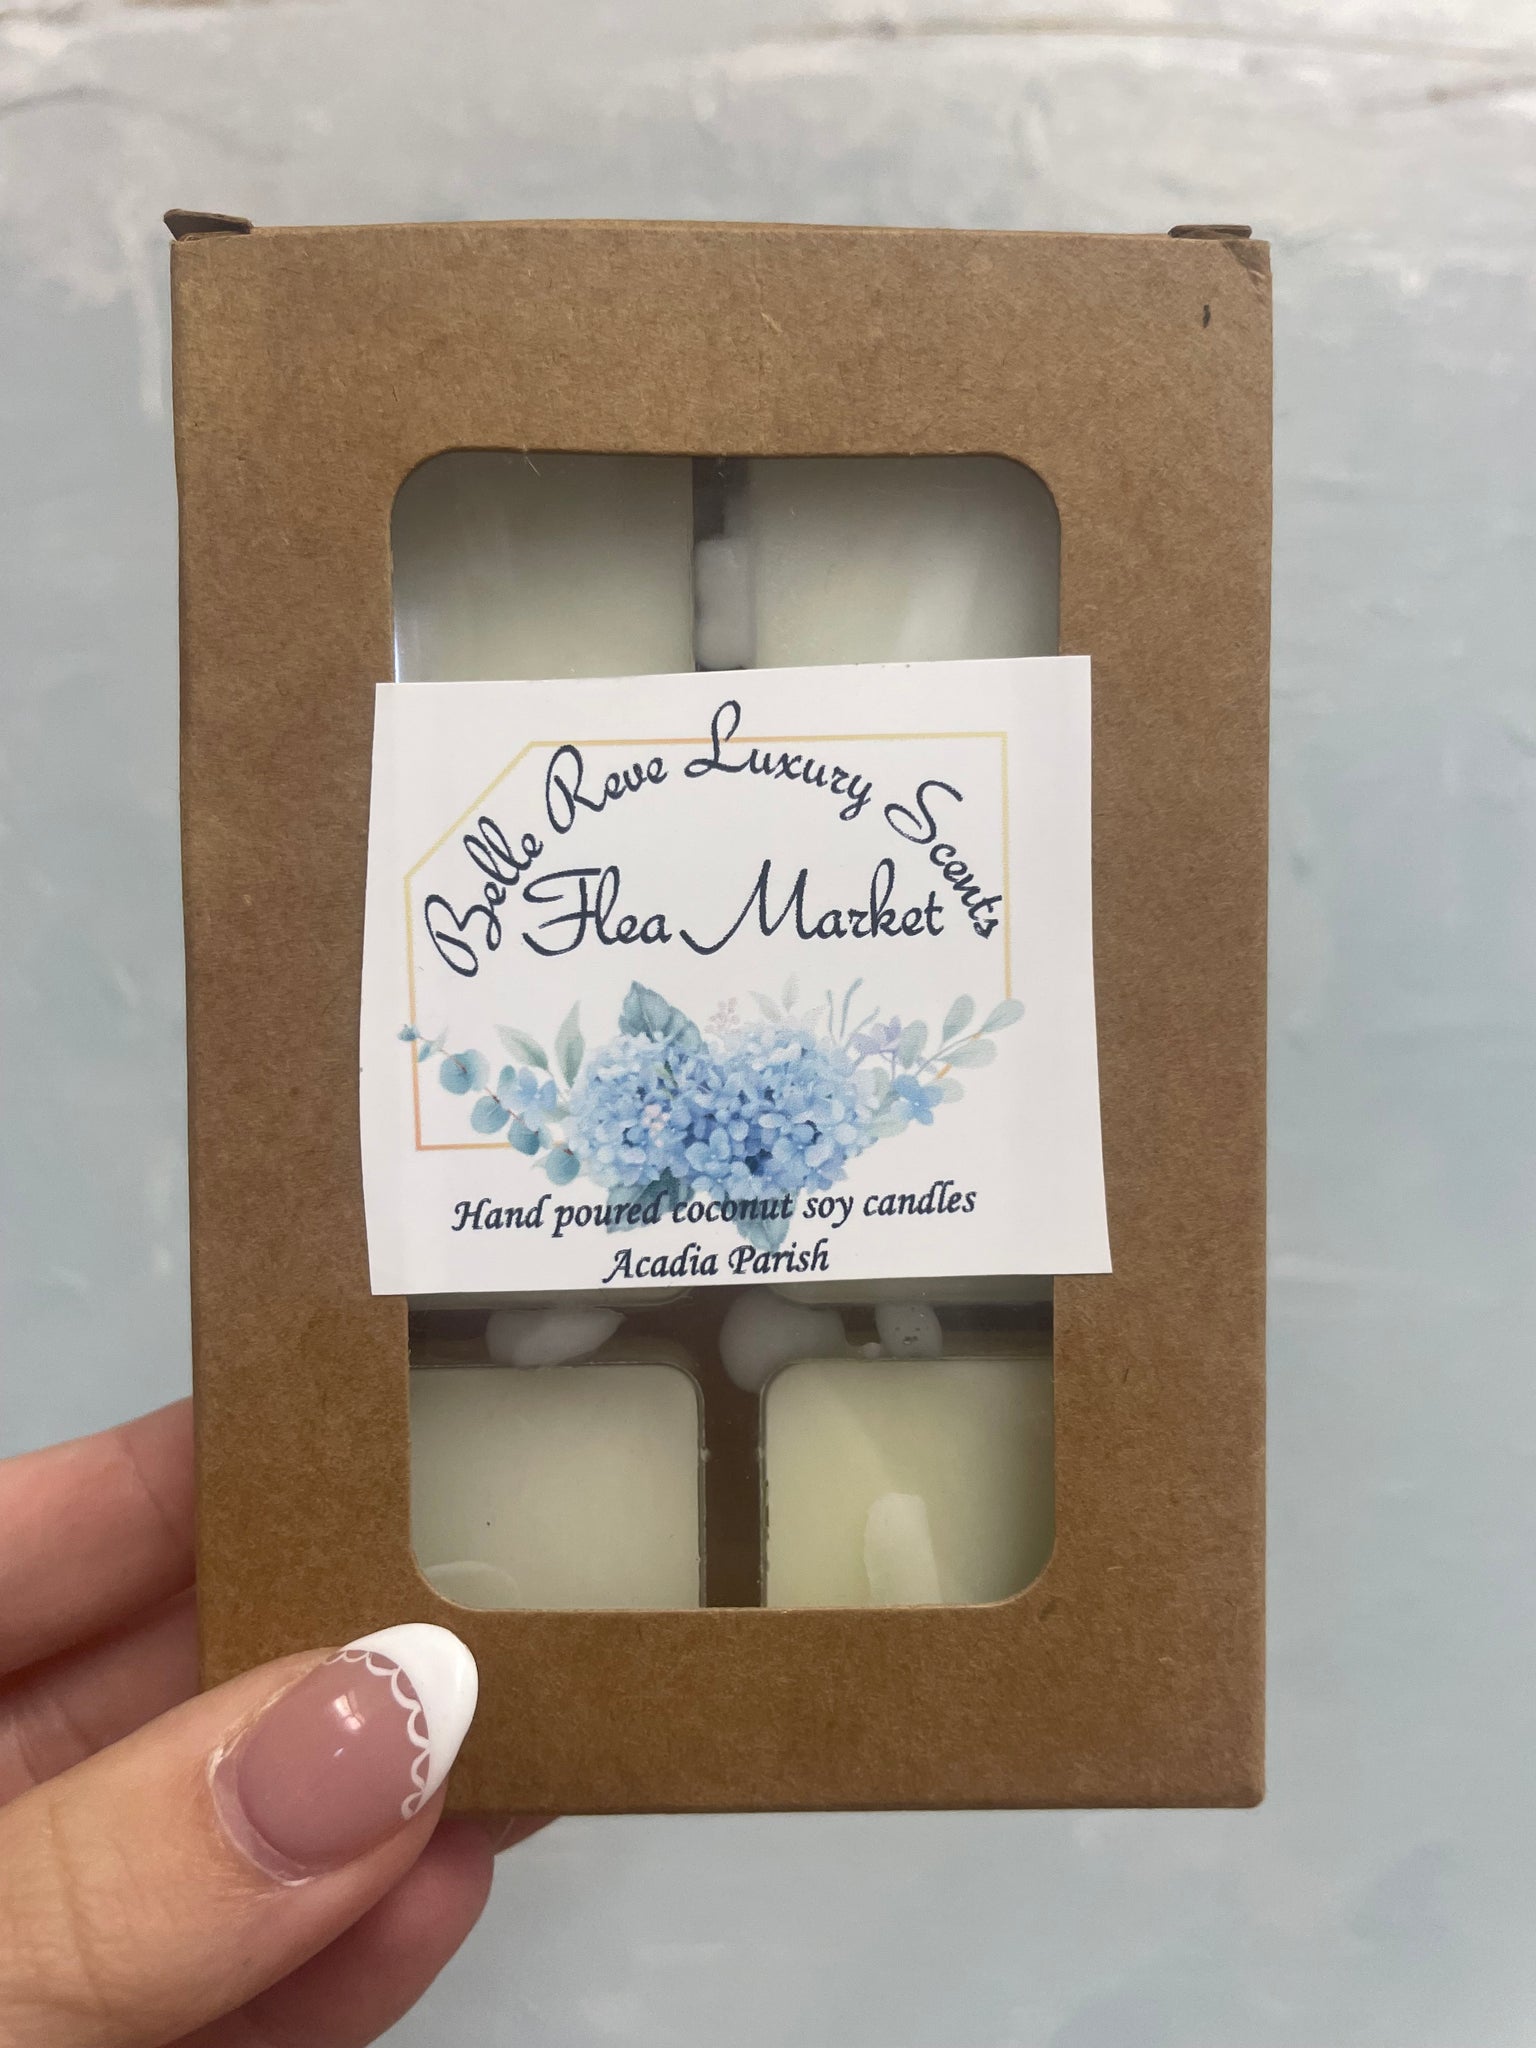 Belle Reve Luxury Scents
Flea Market
Hand poured coconut soy candles
Acadia Parish